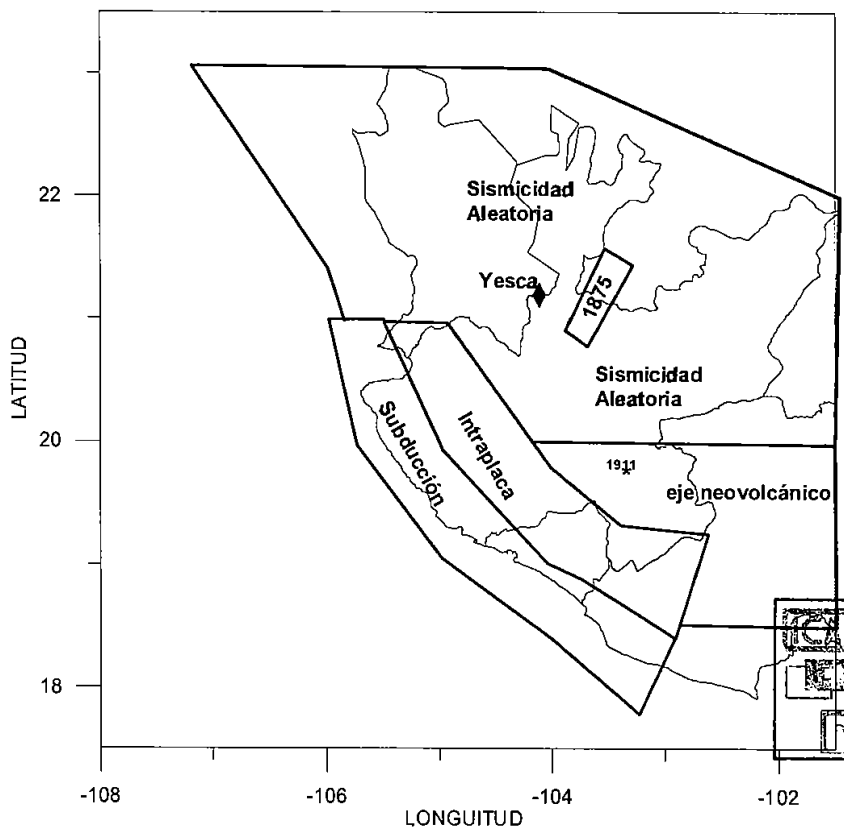 Sismicidad
Aleatoria
22
Yesca
1875
LATITUD
Sismicidad
Aleatoria
Subducción
Intraplaca
20
1911
eje neovolcánico
18
-108
-106
-104
-102
LONGUITUD